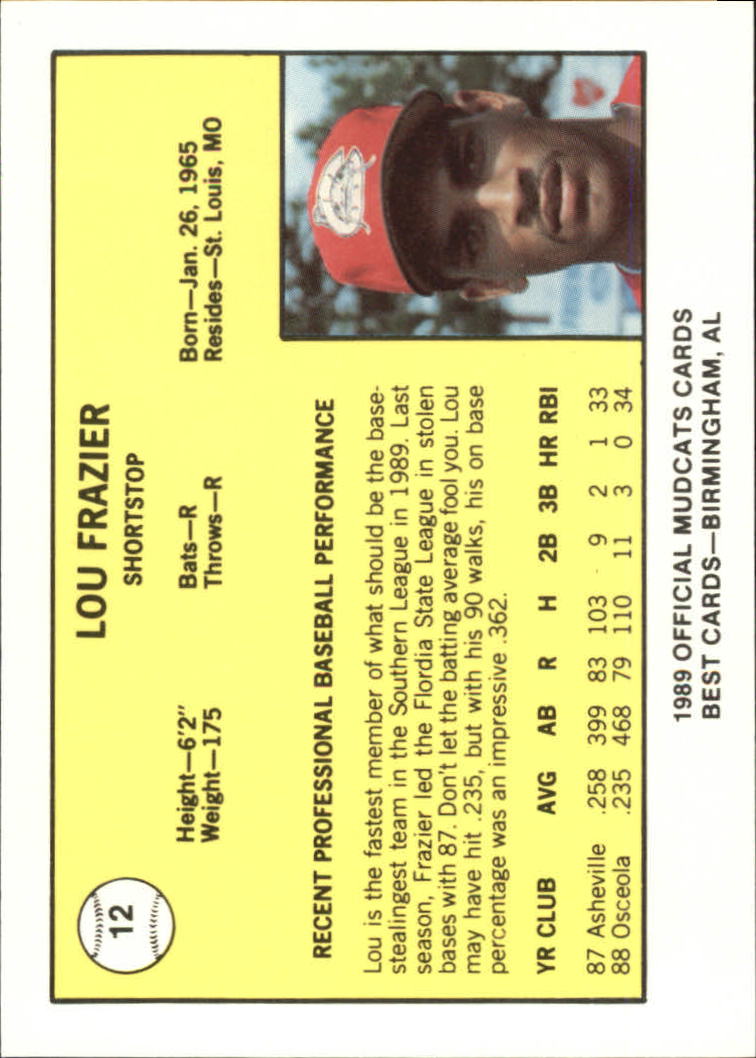 12
LOU FRAZIER
SHORTSTOP
Height—6'2" Bats—R Born—Jan. 26, 1965
Weight—175 Throws—R Resides—St. Louis, MO
RECENT PROFESSIONAL BASEBALL PERFORMANCE
Lou is the fastest member of what should be the base-
stealingest team in the Southern League in 1989. Last
season, Frazier led the Flordia State League in stolen
bases with 87. Don't let the batting average fool you. Lou
may have hit .235, but with his 90 walks, his on base
percentage was an impressive .362.
YR CLUB AVG AB R H 2B 3B HR RBI
87 Asheville .258 399 83 103 9 2 1 33
88 Osceola .235 468 79 110 11 3 0 34
1989 OFFICIAL MUDCATS CARDS
BEST CARDS—BIRMINGHAM, AL